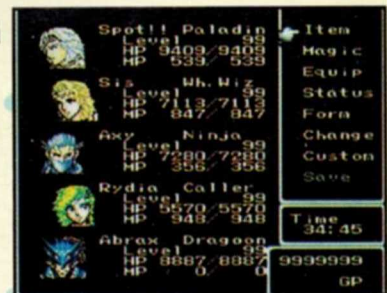 Spot!! Paladin
Level 99
HP 9409/9409
MP 539/539
Sis Wh.Wiz
Level 99
HP 7113/7113
MP 847/847
Axy Ninja
Level 99
HP 7280/7280
MP 356/356
Rydia Caller
Level 99
HP 5570/5570
MP 948/948
Abrax Dragoon
Level 99
HP 8887/8887
MP 0/0
Item
Magic
Equip
Status
Form
Change
Custom
Save
Time
34:45
9999999
GP